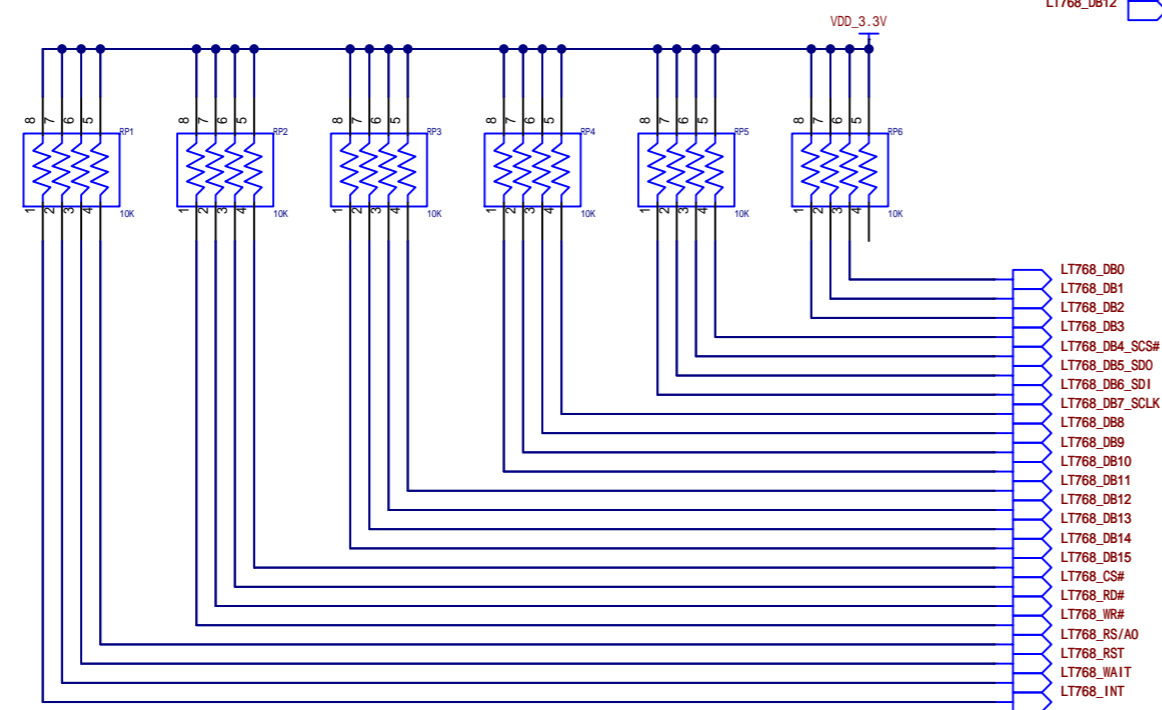 LT768_DB12
VDD_3.3V
8 7 6 5 8 7 6 5 8 7 6 5 8 7 6 5 8 7 6 5 8 7 6 5
RP1 RP2 RP3 RP4 RP5 RP6
1 2 3 4 1 2 3 4 1 2 3 4 1 2 3 4 1 2 3 4 1 2 3 4
10K 10K 10K 10K 10K 10K
LT768_DB0
LT768_DB1
LT768_DB2
LT768_DB3
LT768_DB4_SCS#
LT768_DB5_SDO
LT768_DB6_SDI
LT768_DB7_SCLK
LT768_DB8
LT768_DB9
LT768_DB10
LT768_DB11
LT768_DB12
LT768_DB13
LT768_DB14
LT768_DB15
LT768_CS#
LT768_RD#
LT768_WR#
LT768_RS/A0
LT768_RST
LT768_WAIT
LT768_INT